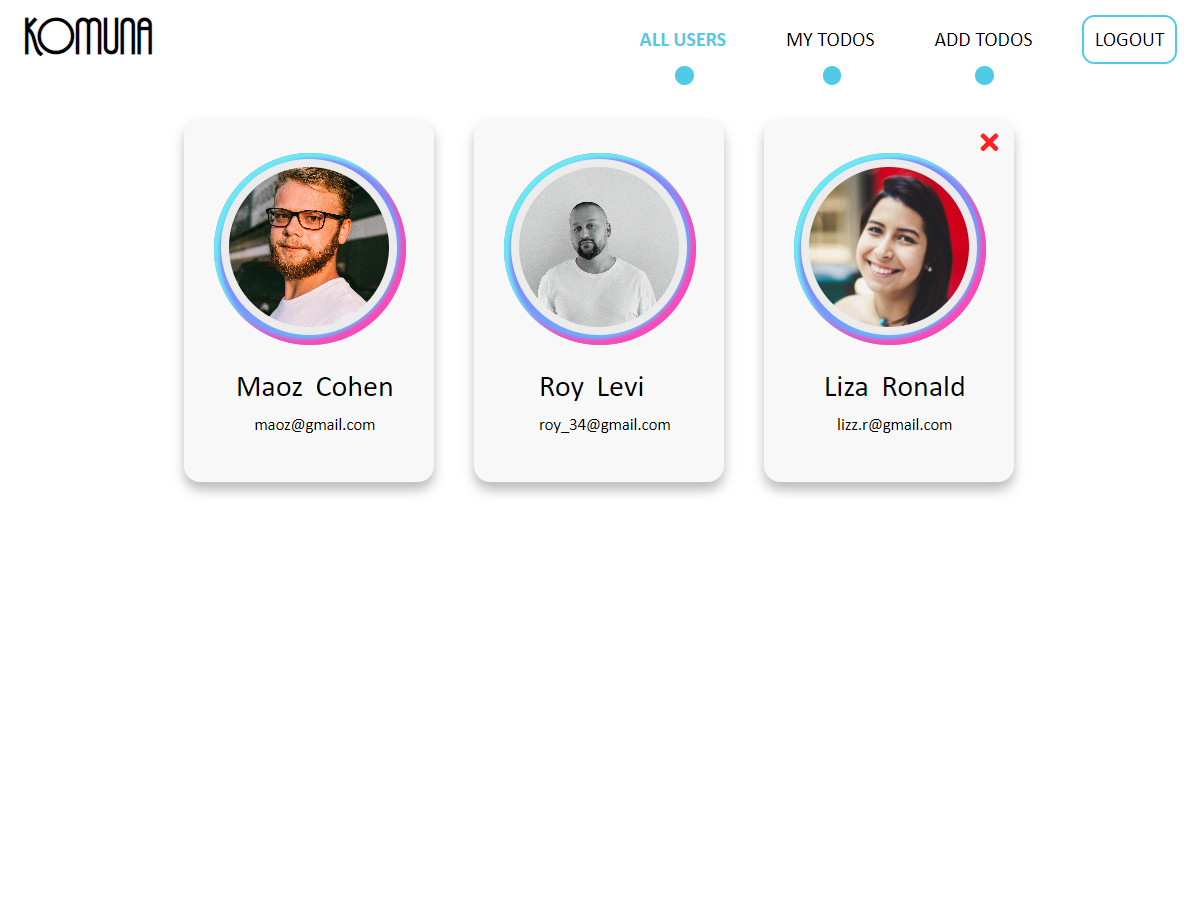 KOMUNA
ALL USERS MY TODOS ADD TODOS LOGOUT
Maoz Cohen
maoz@gmail.com
Roy Levi
roy_34@gmail.com
Liza Ronald
lizz.r@gmail.com